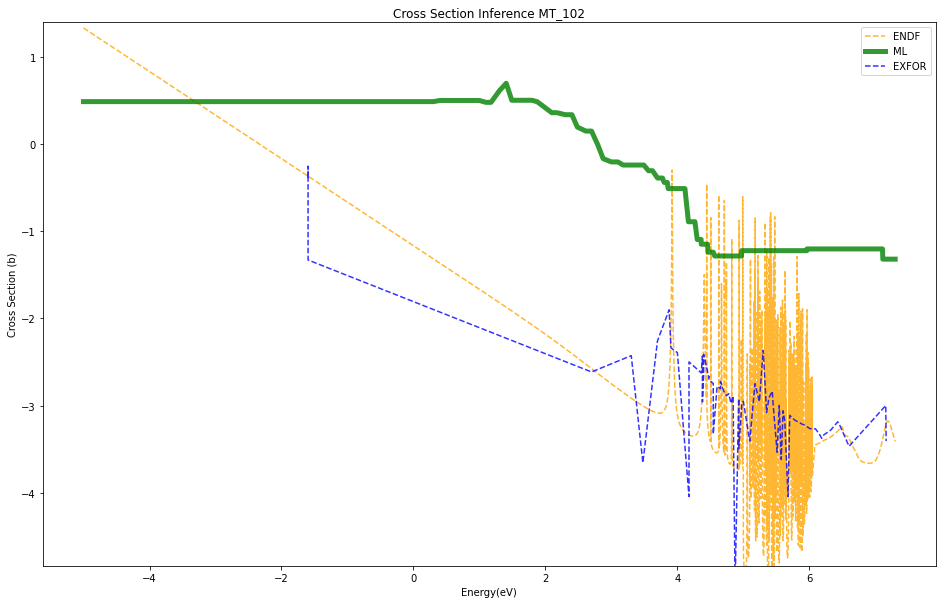 Cross Section Inference MT_102
ENDF
ML
EXFOR
Cross Section (b)
1
0
−1
−2
−3
−4
−4
−2
0
2
4
6
Energy(eV)